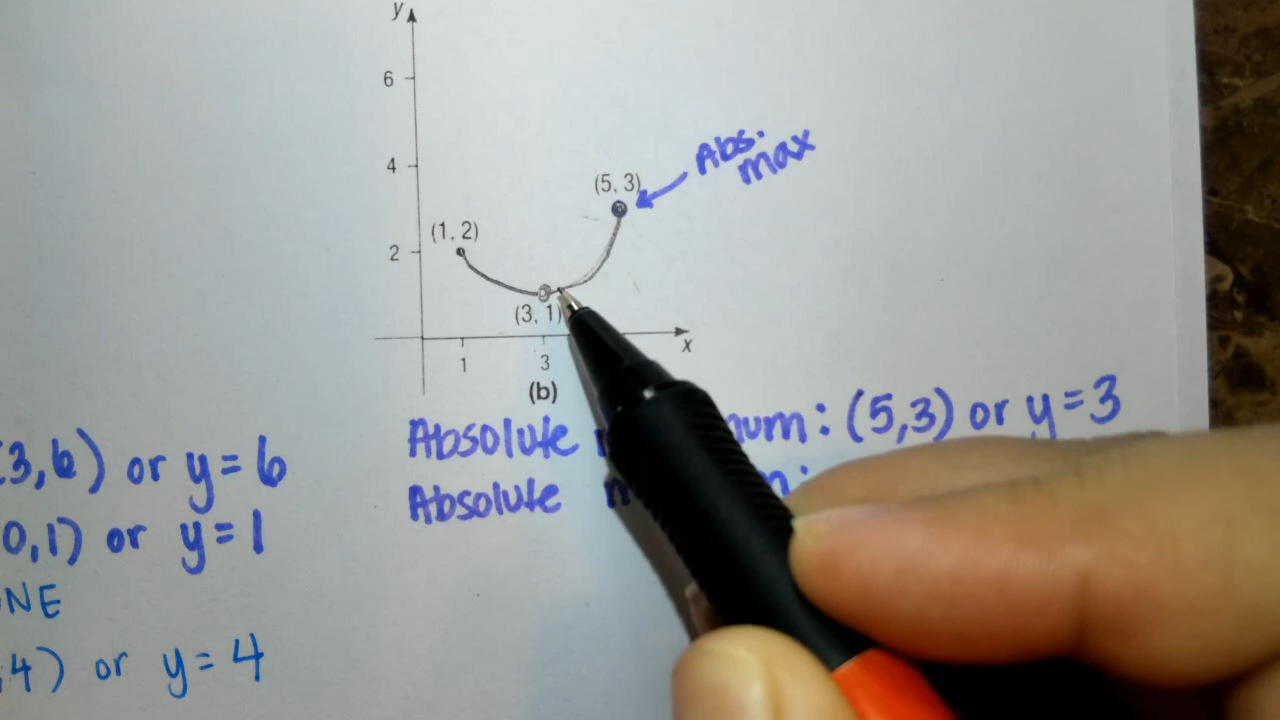 y
6
4
2
Abs.
max
(5, 3)
(1, 2)
(3, 1)
x
1
3
(b)
Absolute num: (5,3) or y=3
Absolute
3,6) or y=6
0,1) or y=1
NE
,4) or y=4